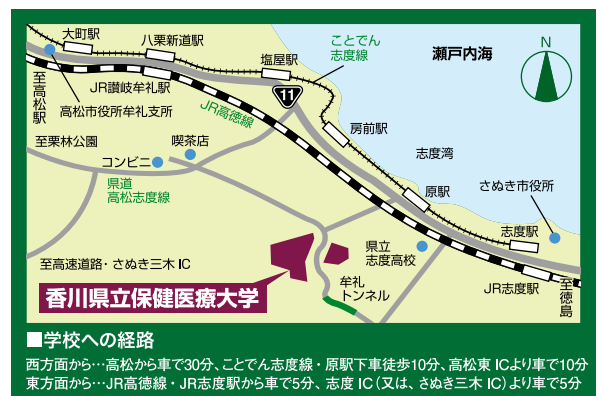 大町駅
八栗新道駅
ことでん
志度線
瀬戸内海
N
塩屋駅
至高松駅
JR讃岐牟礼駅
高松市役所牟礼支所
11
JR高徳線
房前駅
至栗林公園
喫茶店
コンビニ
志度湾
県道
高松志度線
原駅
さぬき市役所
志度駅
県立
志度高校
至高速道路・さぬき三木 IC
牟礼
トンネル
JR志度駅
至徳島
香川県立保健医療大学
■学校への経路
西方面から…高松から車で30分、ことでん志度線・原駅下車徒歩10分、高松東 ICより車で10分
東方面から…JR高徳線・JR志度駅から車で5分、志度 IC（又は、さぬき三木 IC）より車で5分